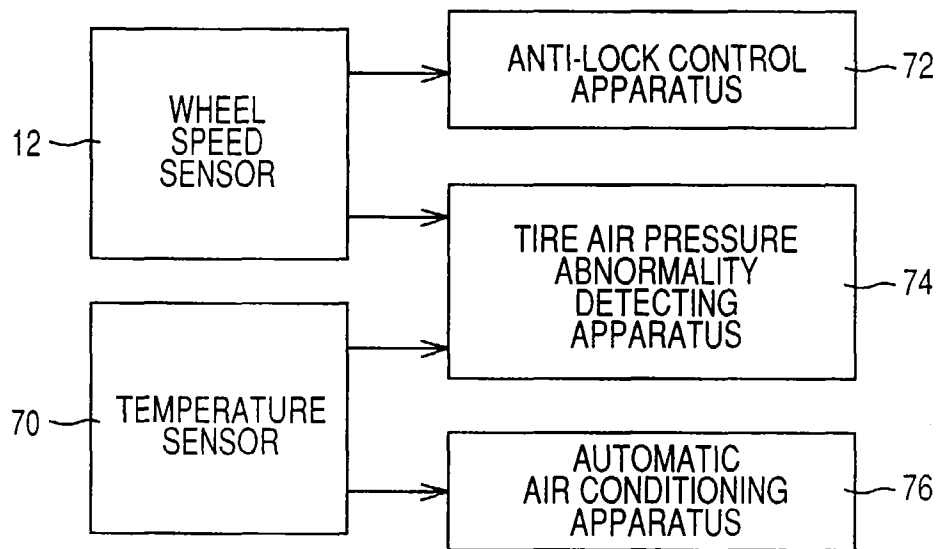 12
WHEEL
SPEED
SENSOR
ANTI-LOCK CONTROL
APPARATUS
72
TIRE AIR PRESSURE
ABNORMALITY
DETECTING
APPARATUS
74
70
TEMPERATURE
SENSOR
AUTOMATIC
AIR CONDITIONING
APPARATUS
76